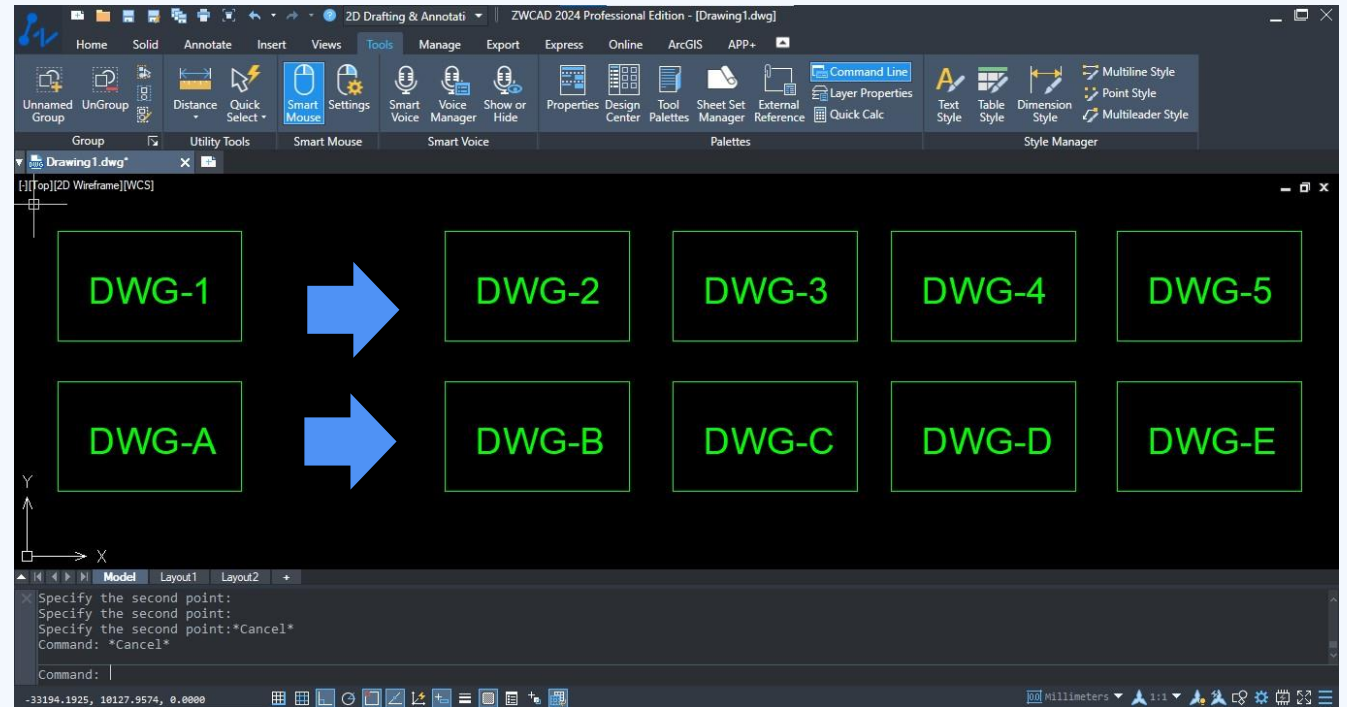 2D Drafting & Annotati ZWCAD 2024 Professional Edition - [Drawing1.dwg]
Home Solid Annotate Insert Views Tools Manage Export Express Online ArcGIS APP+
Unnamed Group UnGroup Distance Quick Select Smart Mouse Settings Smart Voice Voice Manager Show or Hide Properties Design Center Tool Palettes Sheet Set Manager External Reference Command Line Layer Properties Quick Calc Text Style Table Style Dimension Style Multiline Style Point Style Multileader Style
Group Utility Tools Smart Mouse Smart Voice Palettes Style Manager
Drawing1.dwg*
[-][Top][2D Wireframe][WCS]
DWG-1 DWG-2 DWG-3 DWG-4 DWG-5
DWG-A DWG-B DWG-C DWG-D DWG-E
Y
X
Model Layout1 Layout2 +
Specify the second point:
Specify the second point:
Specify the second point:*Cancel*
Command: *Cancel*
Command:
-33194.1925, 10127.9574, 0.0000 Millimeters 1:1